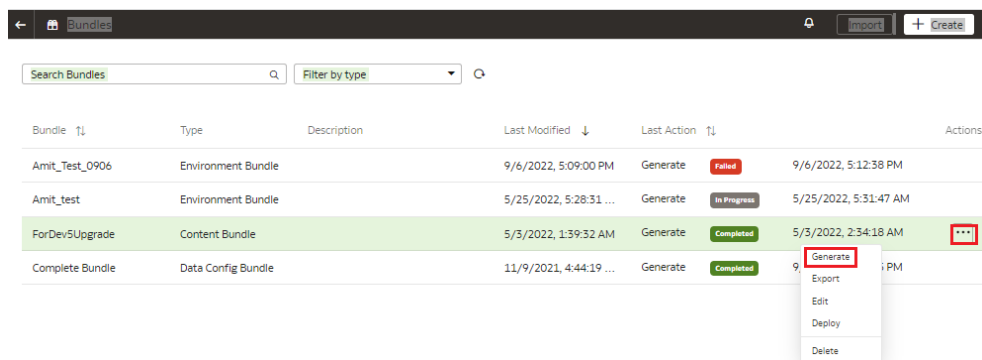 Bundles Import + Create
Search Bundles Filter by type
Bundle Type Description Last Modified Last Action Actions
Amit_Test_0906 Environment Bundle 9/6/2022, 5:09:00 PM Generate Failed 9/6/2022, 5:12:38 PM
Amit_test Environment Bundle 5/25/2022, 5:28:31 ... Generate In Progress 5/25/2022, 5:31:47 AM
ForDev5Upgrade Content Bundle 5/3/2022, 1:39:32 AM Generate Completed 5/3/2022, 2:34:18 AM ...
Complete Bundle Data Config Bundle 11/9/2021, 4:44:19 ... Generate Completed PM
Generate
Export
Edit
Deploy
Delete